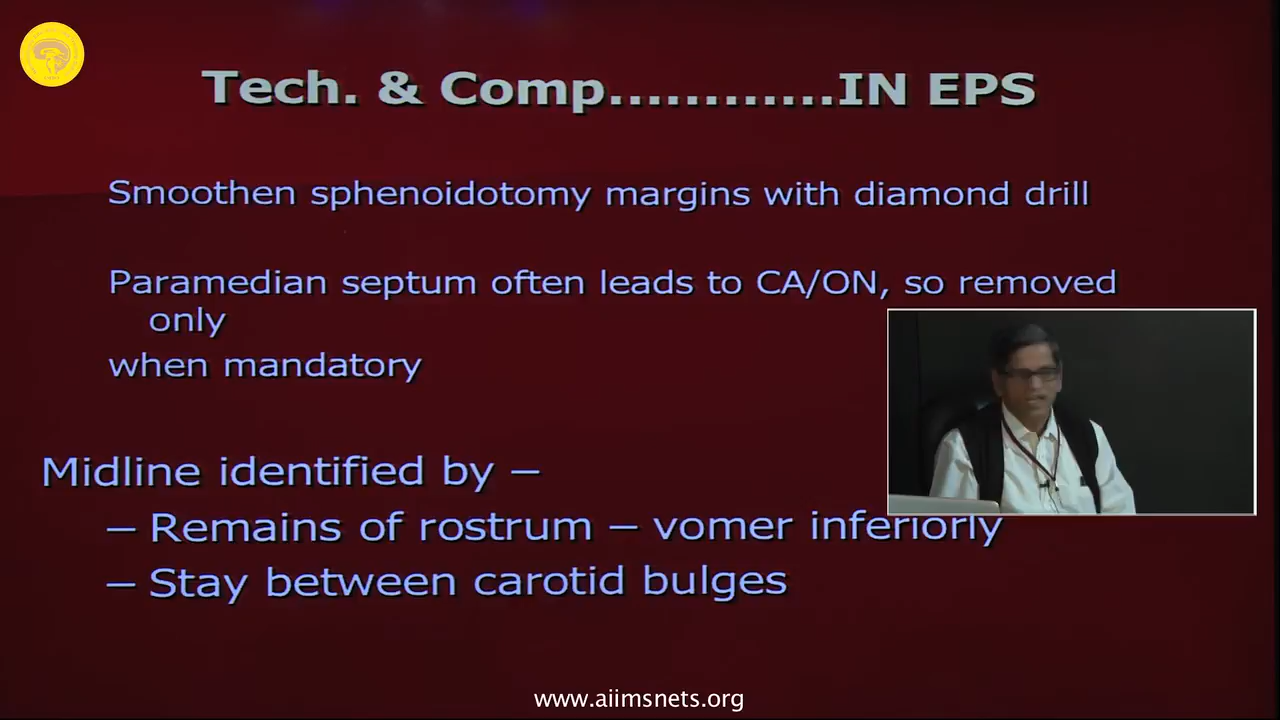 Tech. & Comp............IN EPS
Smoothen sphenoidotomy margins with diamond drill
Paramedian septum often leads to CA/ON, so removed
only
when mandatory
Midline identified by –
– Remains of rostrum – vomer inferiorly
– Stay between carotid bulges
www.aiimsnets.org